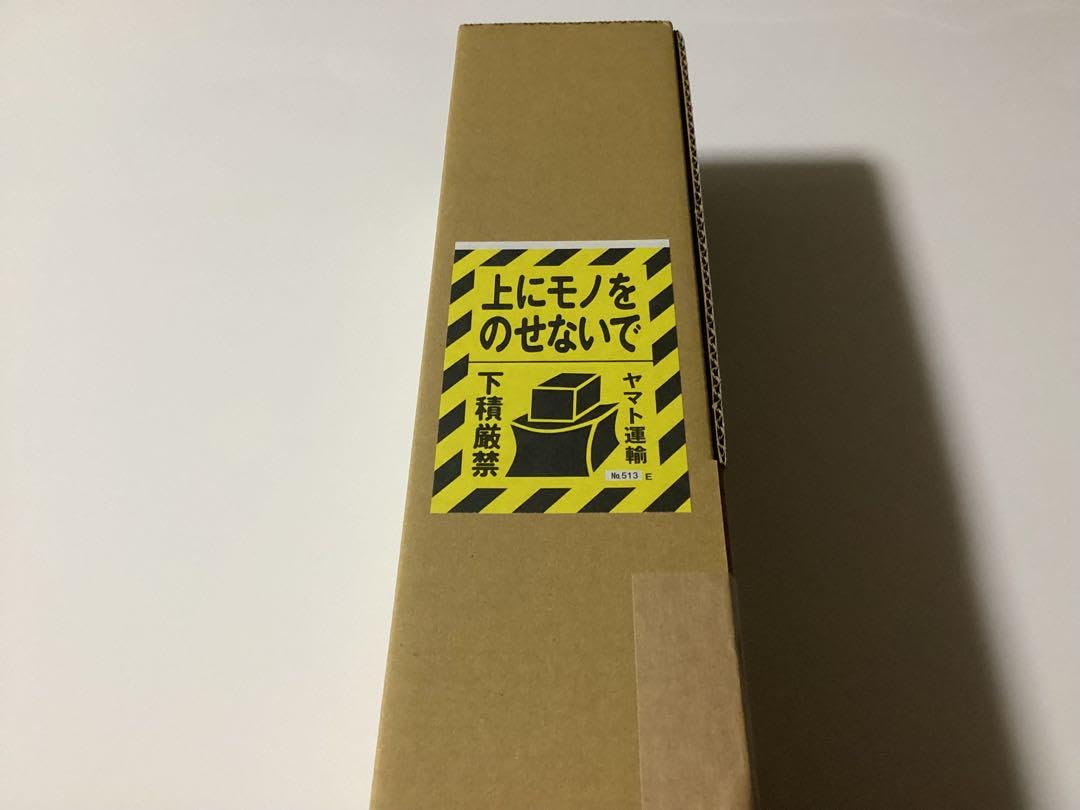 上にモノを
のせないで
ヤマト運輸
下積厳禁
No.513 E